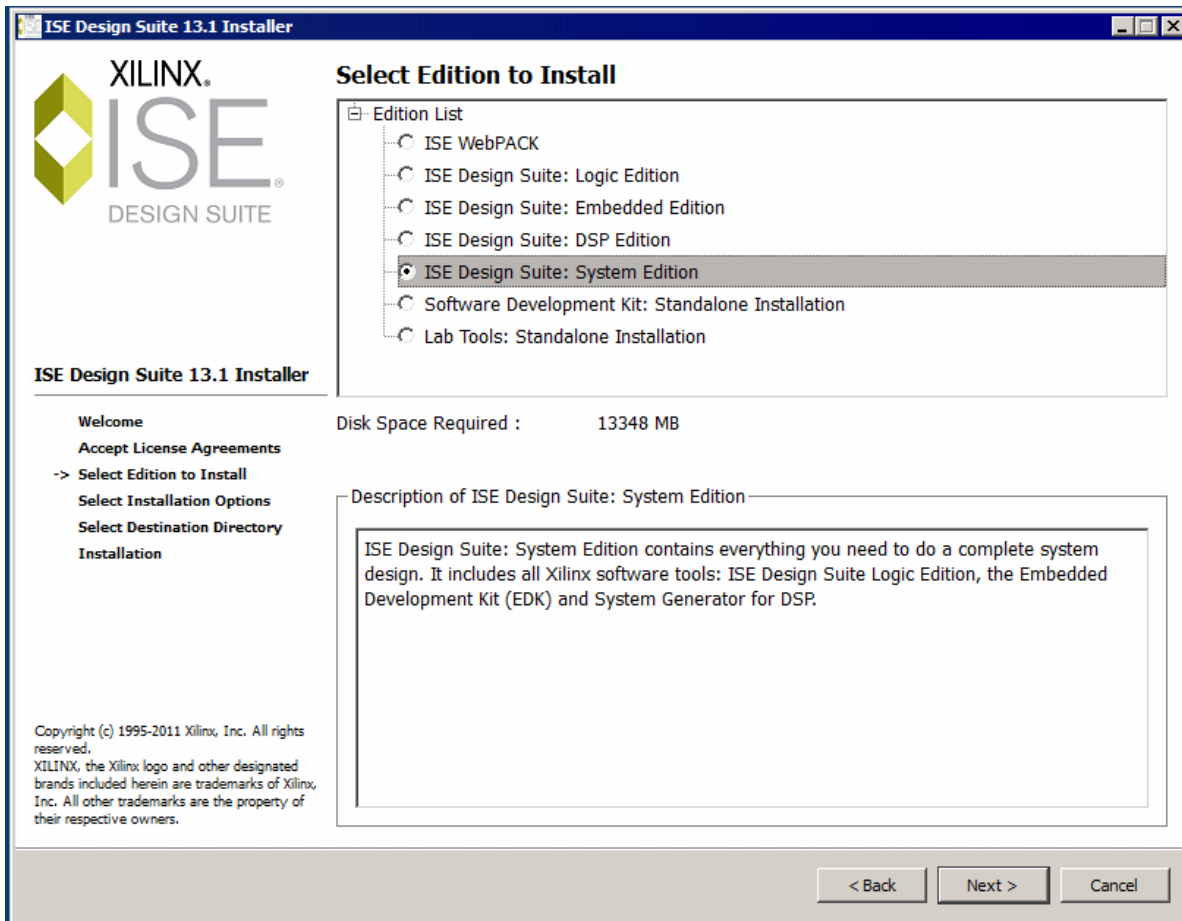 ISE Design Suite 13.1 Installer
XILINX®
ISE®
DESIGN SUITE
Select Edition to Install
Edition List
ISE WebPACK
ISE Design Suite: Logic Edition
ISE Design Suite: Embedded Edition
ISE Design Suite: DSP Edition
ISE Design Suite: System Edition
Software Development Kit: Standalone Installation
Lab Tools: Standalone Installation
ISE Design Suite 13.1 Installer
Welcome
Accept License Agreements
-> Select Edition to Install
Select Installation Options
Select Destination Directory
Installation
Disk Space Required : 13348 MB
Description of ISE Design Suite: System Edition
ISE Design Suite: System Edition contains everything you need to do a complete system
design. It includes all Xilinx software tools: ISE Design Suite Logic Edition, the Embedded
Development Kit (EDK) and System Generator for DSP.
Copyright (c) 1995-2011 Xilinx, Inc. All rights
reserved.
XILINX, the Xilinx logo and other designated
brands included herein are trademarks of Xilinx,
Inc. All other trademarks are the property of
their respective owners.
< Back Next > Cancel